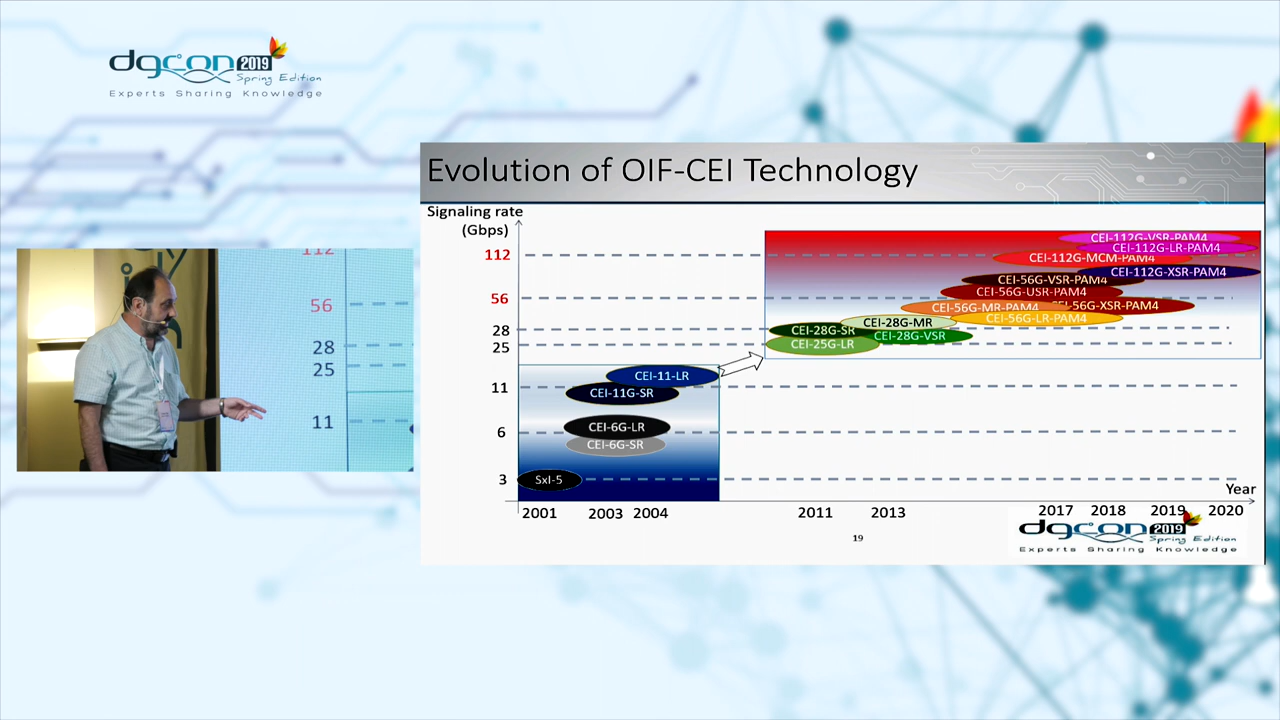 dgcon 2019
Spring Edition
Experts Sharing Knowledge
112
56
28
25
11
Evolution of OIF-CEI Technology
Signaling rate
(Gbps)
112
56
28
25
11
6
3
CEI-112G-VSR-PAM4
CEI-112G-LR-PAM4
CEI-112G-MCM-PAM4
CEI-112G-XSR-PAM4
CEI-56G-VSR-PAM4
CEI-56G-USR-PAM4
CEI-56G-MR-PAM4
56G-XSR-PAM4
CEI-56G-LR-PAM4
CEI-28G-MR
CEI-28G-SR
CEI-28G-VSR
CEI-25G-LR
CEI-11-LR
CEI-11G-SR
CEI-6G-LR
CEI-6G-SR
SxI-5
Year
2001 2003 2004 2011 2013 2017 2018 2019 2020
dgcon 2019
Spring Edition
Experts Sharing Knowledge
19